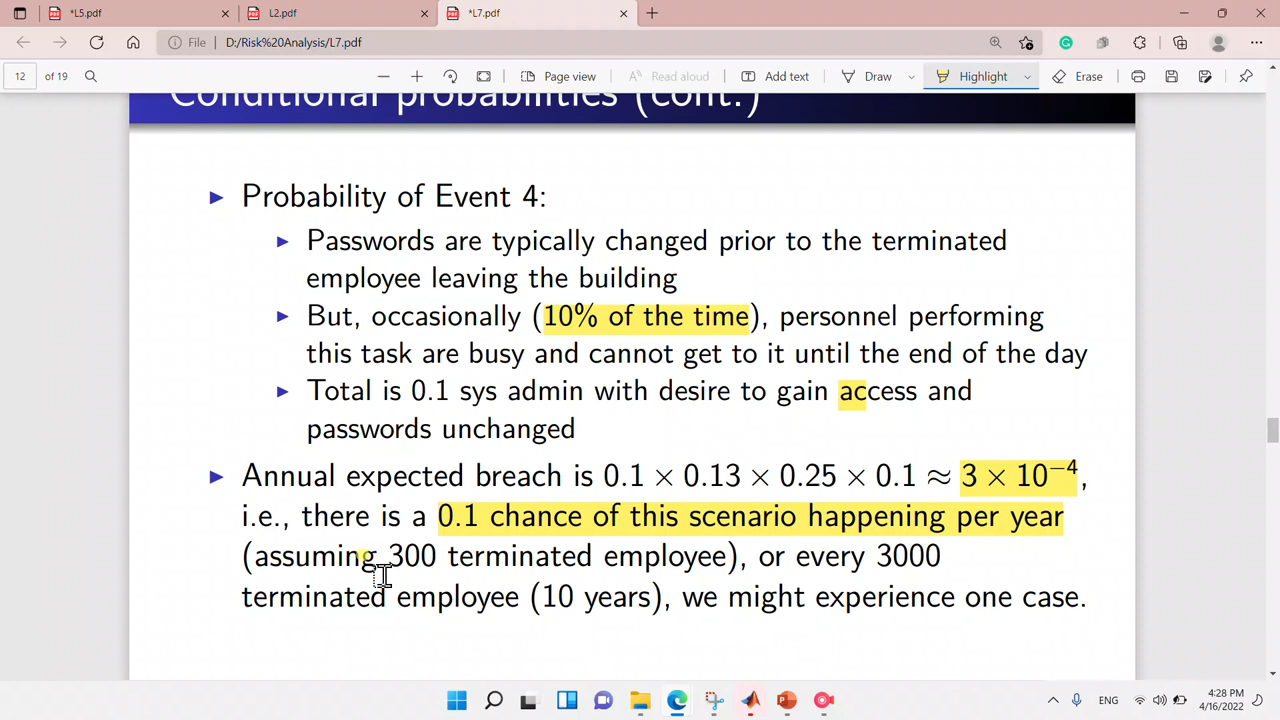 *L5.pdf
L2.pdf
*L7.pdf
File
D:/Risk%20Analysis/L7.pdf
12 of 19
Page view
Read aloud
Add text
Draw
Highlight
Erase
Conditional probabilities (cont.)
Probability of Event 4:
Passwords are typically changed prior to the terminated
employee leaving the building
But, occasionally (10% of the time), personnel performing
this task are busy and cannot get to it until the end of the day
Total is 0.1 sys admin with desire to gain access and
passwords unchanged
Annual expected breach is 0.1 × 0.13 × 0.25 × 0.1 ≈ 3 × 10⁻⁴,
i.e., there is a 0.1 chance of this scenario happening per year
(assuming 300 terminated employee), or every 3000
terminated employee (10 years), we might experience one case.
ENG
4:28 PM
4/16/2022